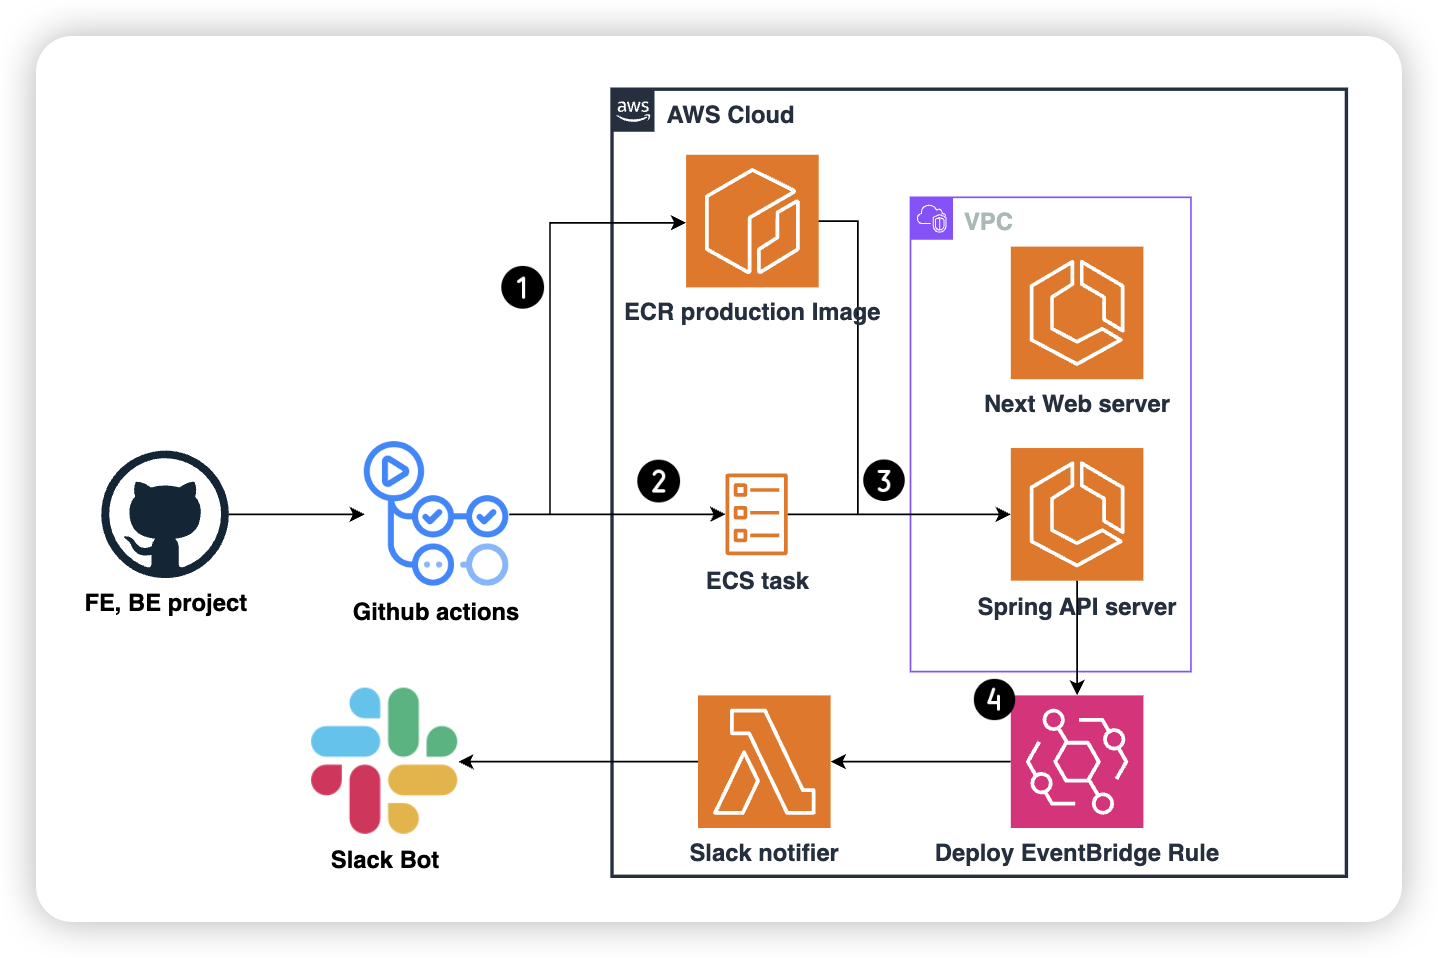 aws
AWS Cloud
VPC
1
ECR production Image
Next Web server
2
3
ECS task
FE, BE project
Github actions
Spring API server
4
Slack Bot
Slack notifier
Deploy EventBridge Rule